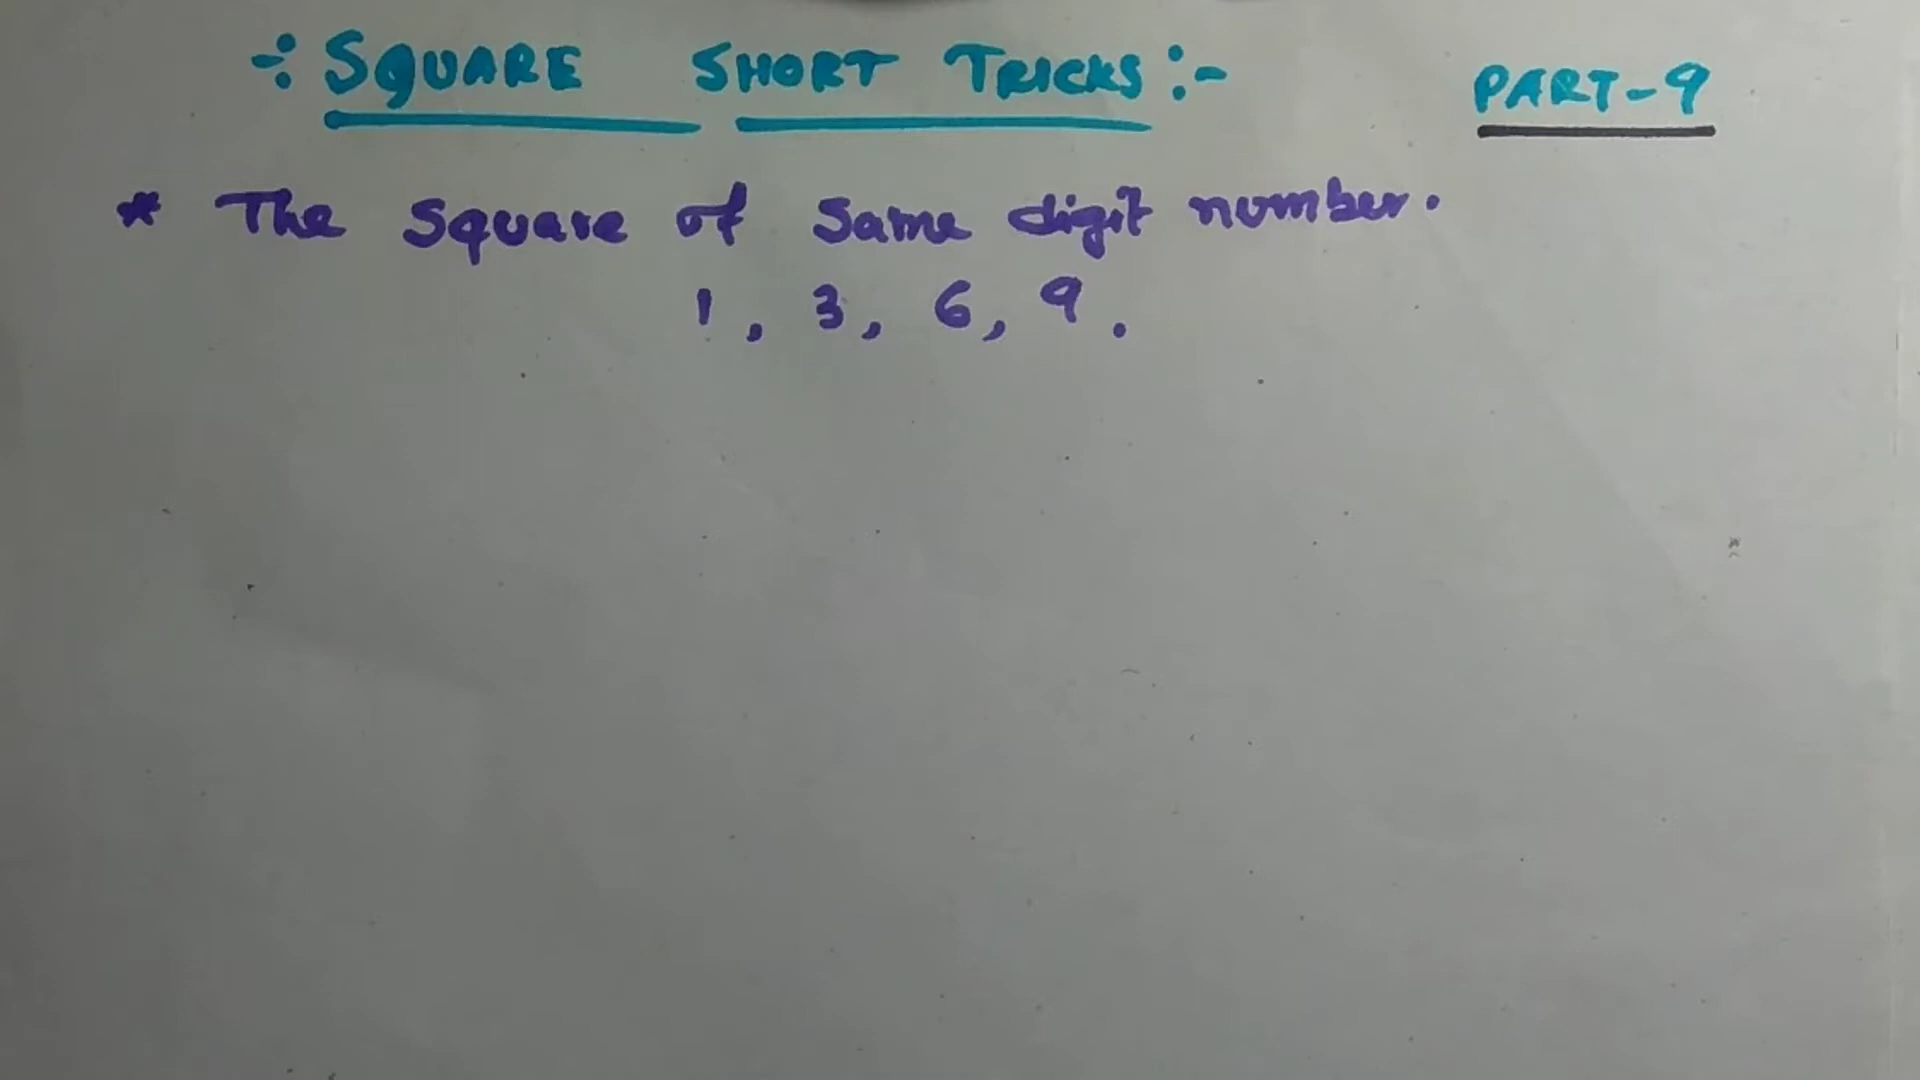 ÷ SQUARE SHORT TRICKS :- PART-9
* The square of same digit number.
1, 3, 6, 9.